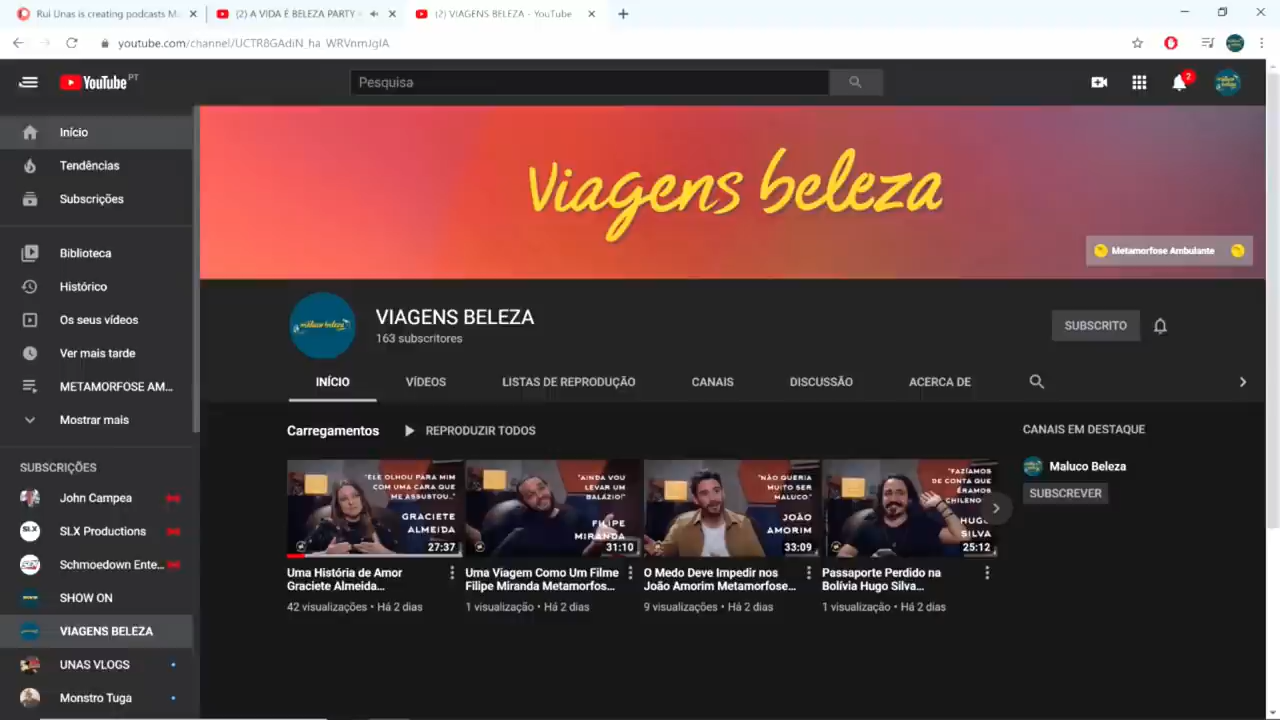 Rui Unas is creating podcasts M
(2) A VIDA É BELEZA PARTY
(2) VIAGENS BELEZA - YouTube
youtube.com/channel/UCTR8GAdiN_ha_WRVnmJgIA
YouTube PT
Pesquisa
2
Início
Tendências
Subscrições
Biblioteca
Histórico
Os seus vídeos
Ver mais tarde
METAMORFOSE AM...
Mostrar mais
SUBSCRIÇÕES
John Campea
SLX Productions
Schmoedown Ente...
SHOW ON
VIAGENS BELEZA
UNAS VLOGS
Monstro Tuga
Viagens beleza
Metamorfose Ambulante
maluco beleza
VIAGENS BELEZA
163 subscritores
SUBSCRITO
INÍCIO
VÍDEOS
LISTAS DE REPRODUÇÃO
CANAIS
DISCUSSÃO
ACERCA DE
Carregamentos
REPRODUZIR TODOS
"ELE OLHOU PARA MIM
COM UMA CARA QUE
ME ASSUSTOU.."
GRACIETE
ALMEIDA
27:37
Uma História de Amor
Graciete Almeida...
42 visualizações • Há 2 dias
"AINDA VOU
LEVAR UM
BALÁZIO!"
FILIPE
MIRANDA
31:10
Uma Viagem Como Um Filme
Filipe Miranda Metamorfos...
1 visualização • Há 2 dias
"NÃO QUERIA
MUITO SER
MALUCO."
JOÃO
AMORIM
33:09
O Medo Deve Impedir nos
João Amorim Metamorfose...
9 visualizações • Há 2 dias
"FAZÍAMOS
DE CONTA QUE
ÉRAMOS
CHILENO
HUG
SILVA
25:12
Passaporte Perdido na
Bolívia Hugo Silva...
1 visualização • Há 2 dias
CANAIS EM DESTAQUE
Maluco Beleza
SUBSCREVER